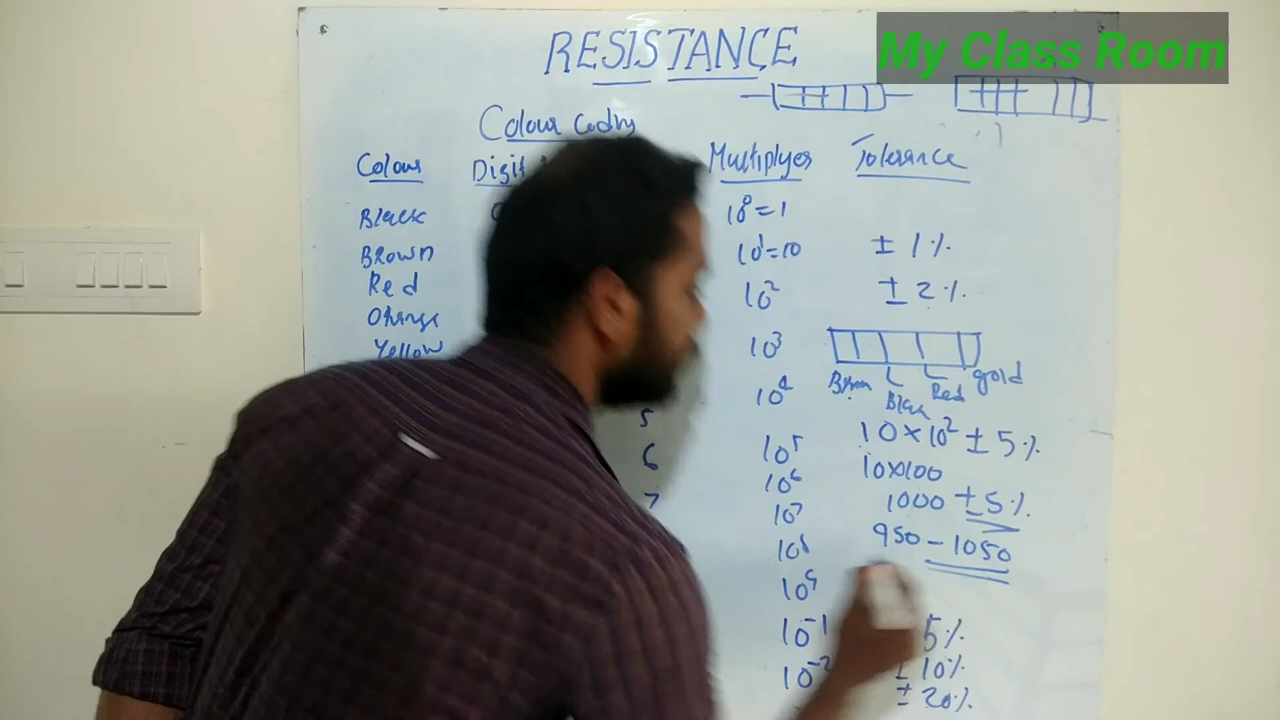 RESISTANCE
My Class Room
Colour Coding
Colour Digit Multiplyer Tolerance
Black 10⁰=1
Brown 10¹=10 ± 1%
Red 10² ± 2%
Orange 10³
Yellow 10⁴
5 10⁵
6 10⁶
7 10⁷
10⁸
10⁹
10⁻¹ 5%
10⁻² ± 10%
± 20%
Brown Black Red gold
10×10² ± 5%
10×100
1000 ± 5%
950 – 1050